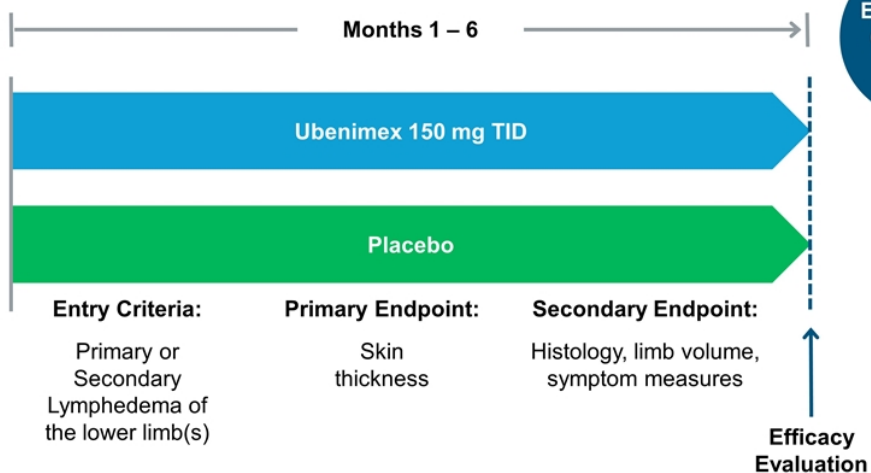 Months 1 – 6
E
Ubenimex 150 mg TID
Placebo
Entry Criteria:
Primary or
Secondary
Lymphedema of
the lower limb(s)
Primary Endpoint:
Skin
thickness
Secondary Endpoint:
Histology, limb volume,
symptom measures
Efficacy
Evaluation